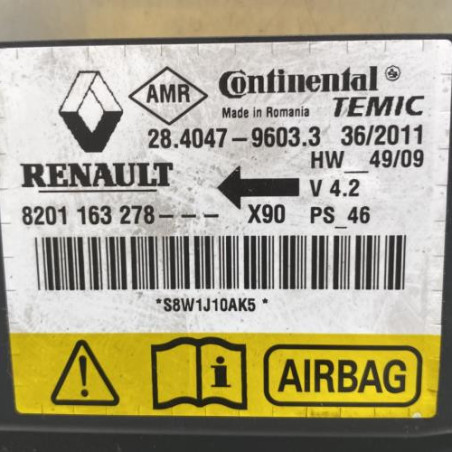 AMR
Continental
Made in Romania TEMIC
28.4047-9603.3 36/2011
HW_49/09
RENAULT
V 4.2
8201 163 278--- X90 PS_46
*S8W1J10AK5*
AIRBAG